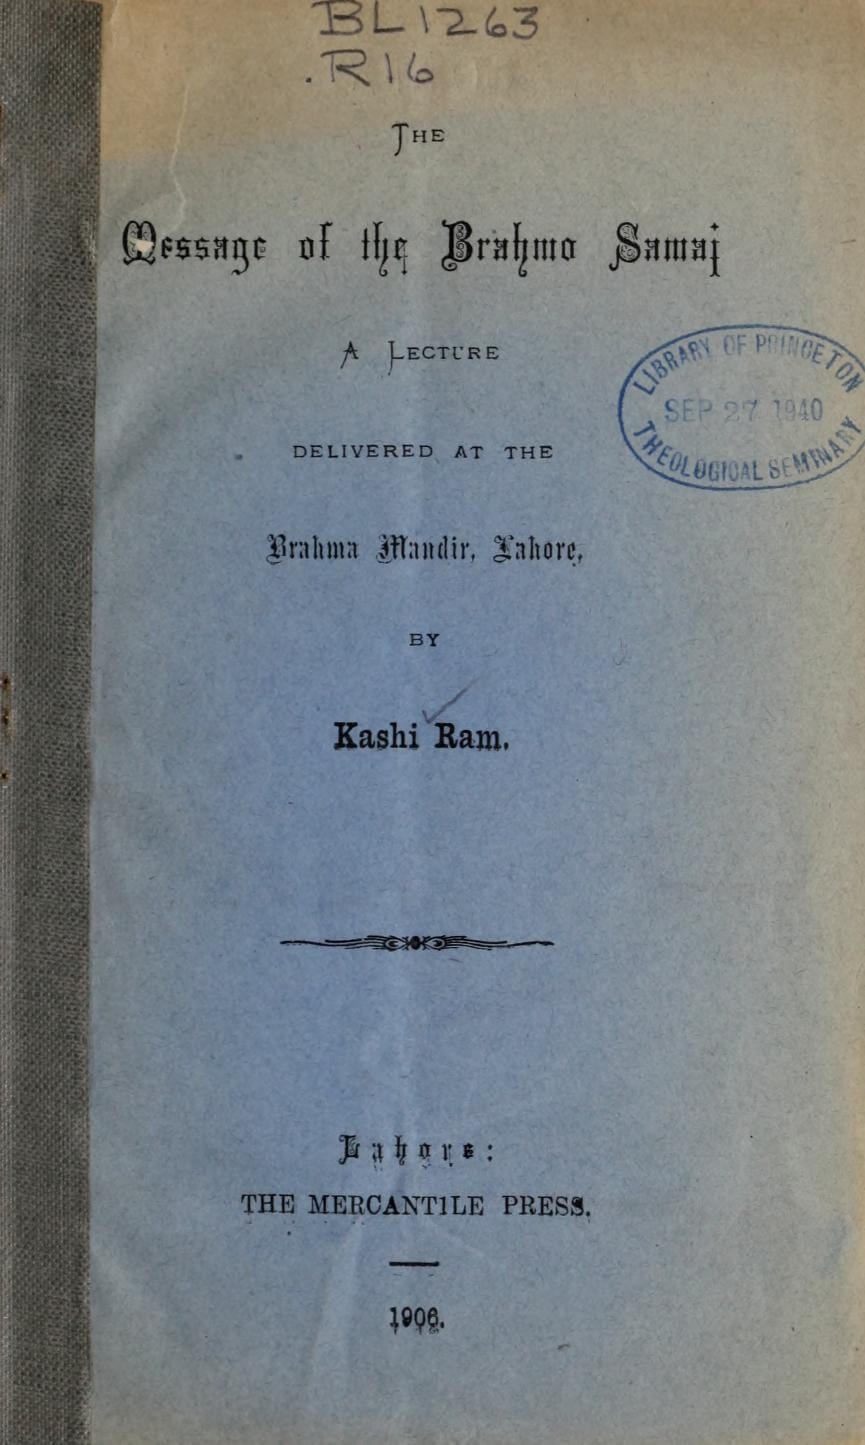 BL1263
.R16
THE
Message of the Brahmo Samaj
A LECTURE
LIBRARY OF PRINCETON
SEP 27 1940
THEOLOGICAL SEMINARY
DELIVERED AT THE
Brahma Mandir, Lahore,
BY
Kashi Ram.
Lahore:
THE MERCANTILE PRESS.
1906.